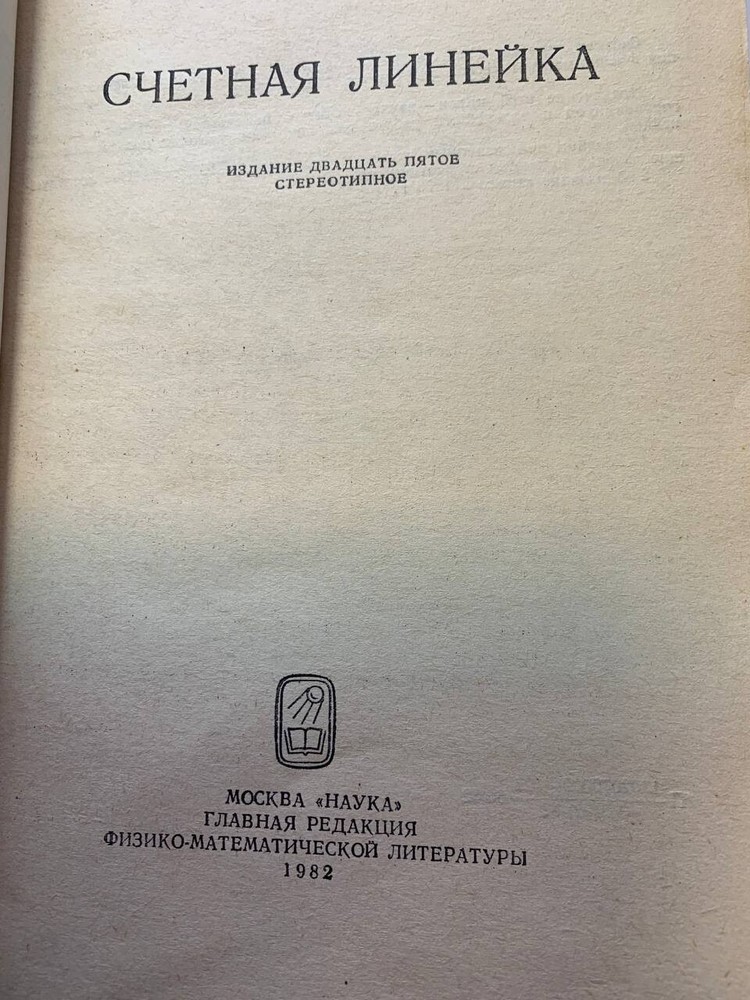 СЧЕТНАЯ ЛИНЕЙКА
ИЗДАНИЕ ДВАДЦАТЬ ПЯТОЕ
СТЕРЕОТИПНОЕ
МОСКВА «НАУКА»
ГЛАВНАЯ РЕДАКЦИЯ
ФИЗИКО-МАТЕМАТИЧЕСКОЙ ЛИТЕРАТУРЫ
1982